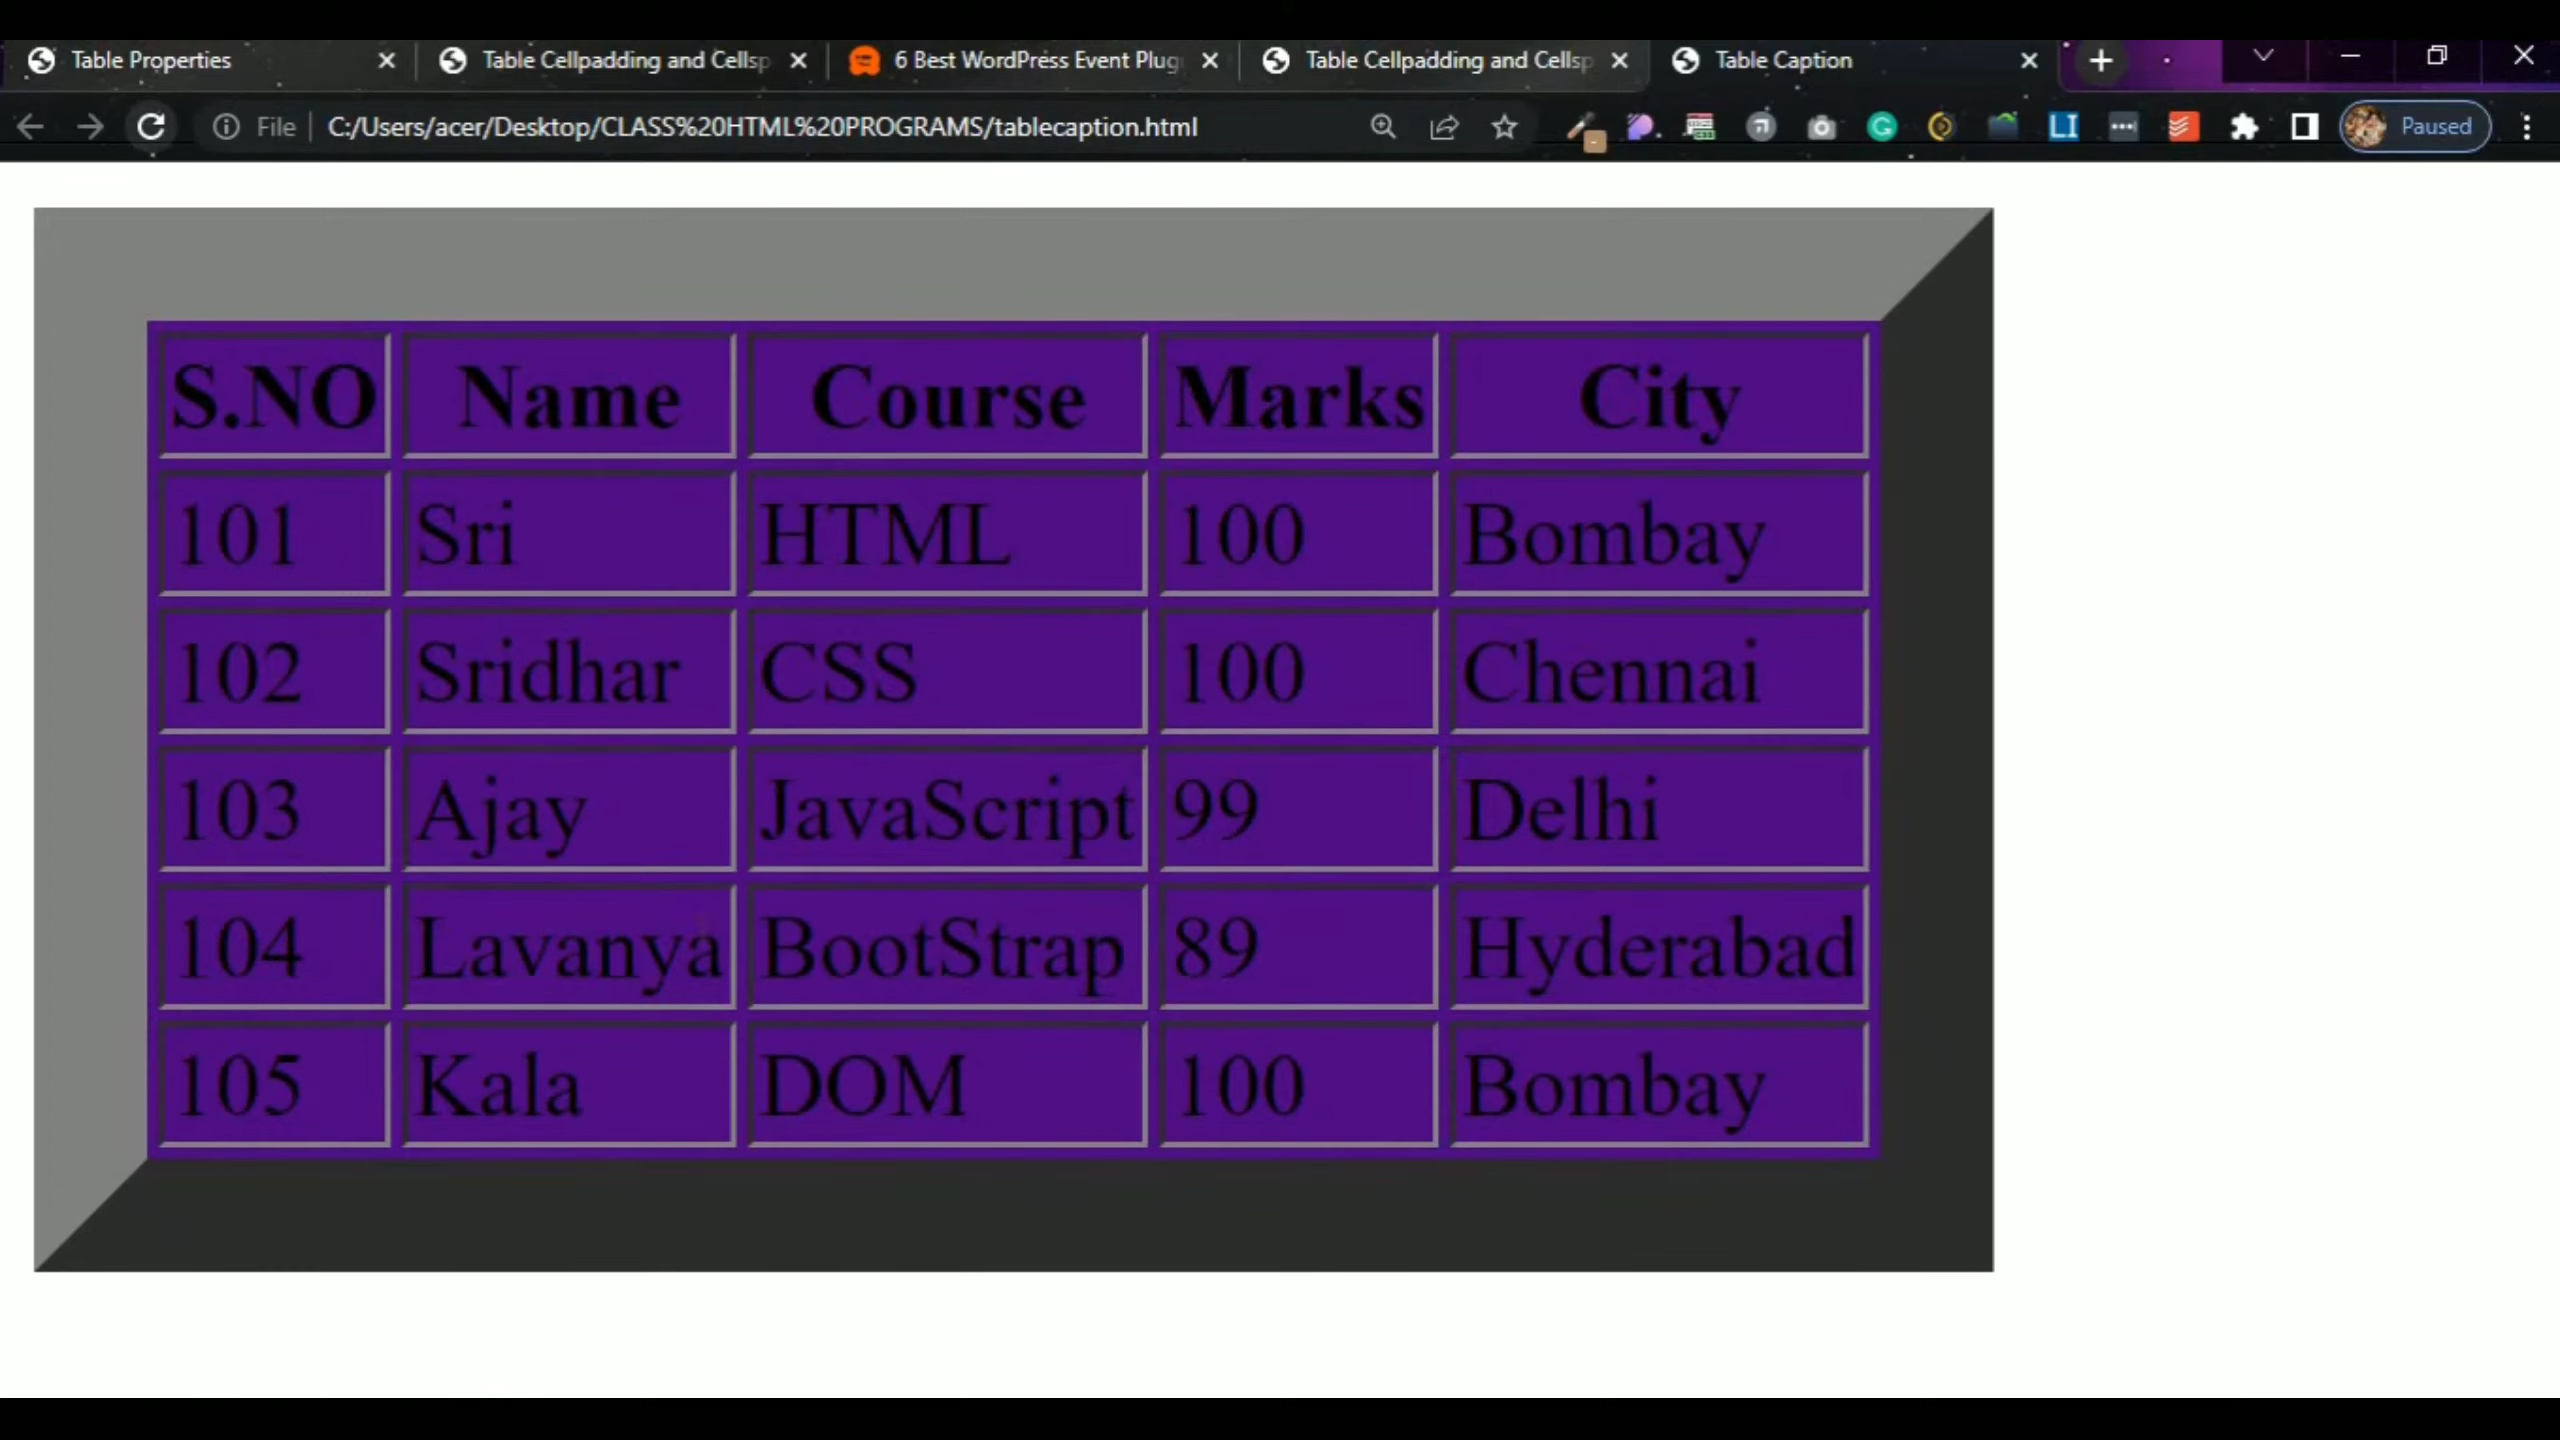 Table Properties
Table Cellpadding and Cellsp
6 Best WordPress Event Plug
Table Cellpadding and Cellsp
Table Caption
File
C:/Users/acer/Desktop/CLASS%20HTML%20PROGRAMS/tablecaption.html
LI
Paused
S.NO Name Course Marks City
101 Sri HTML 100 Bombay
102 Sridhar CSS 100 Chennai
103 Ajay JavaScript 99 Delhi
104 Lavanya BootStrap 89 Hyderabad
105 Kala DOM 100 Bombay